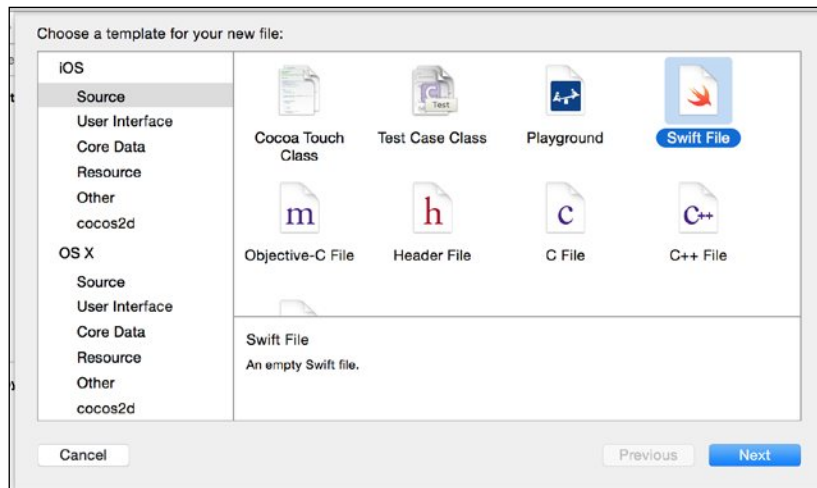 Choose a template for your new file:
iOS
Source
User Interface
Core Data
Resource
Other
cocos2d
OS X
Source
User Interface
Core Data
Resource
Other
cocos2d
Cocoa Touch
Class
Test
Test Case Class
Playground
Swift File
m
Objective-C File
h
Header File
c
C File
C++
C++ File
Swift File
An empty Swift file.
Cancel
Previous
Next